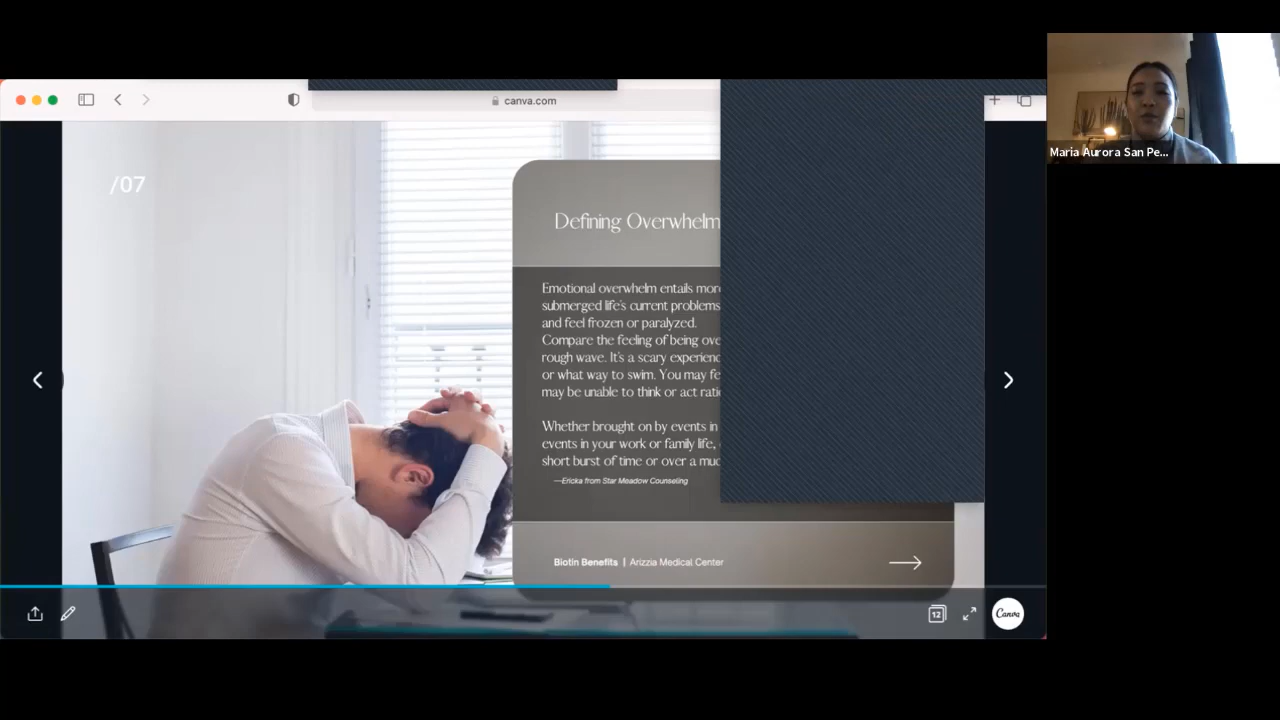 canva.com
Maria Aurora San Pe...
/07
Defining Overwhelm
Emotional overwhelm entails more
submerged life's current problems
and feel frozen or paralyzed.
Compare the feeling of being ove
rough wave. It's a scary experienc
or what way to swim. You may fe
may be unable to think or act rati
Whether brought on by events in
events in your work or family life,
short burst of time or over a muc
—Ericka from Star Meadow Counseling
Biotin Benefits | Arizzia Medical Center
12
Canva